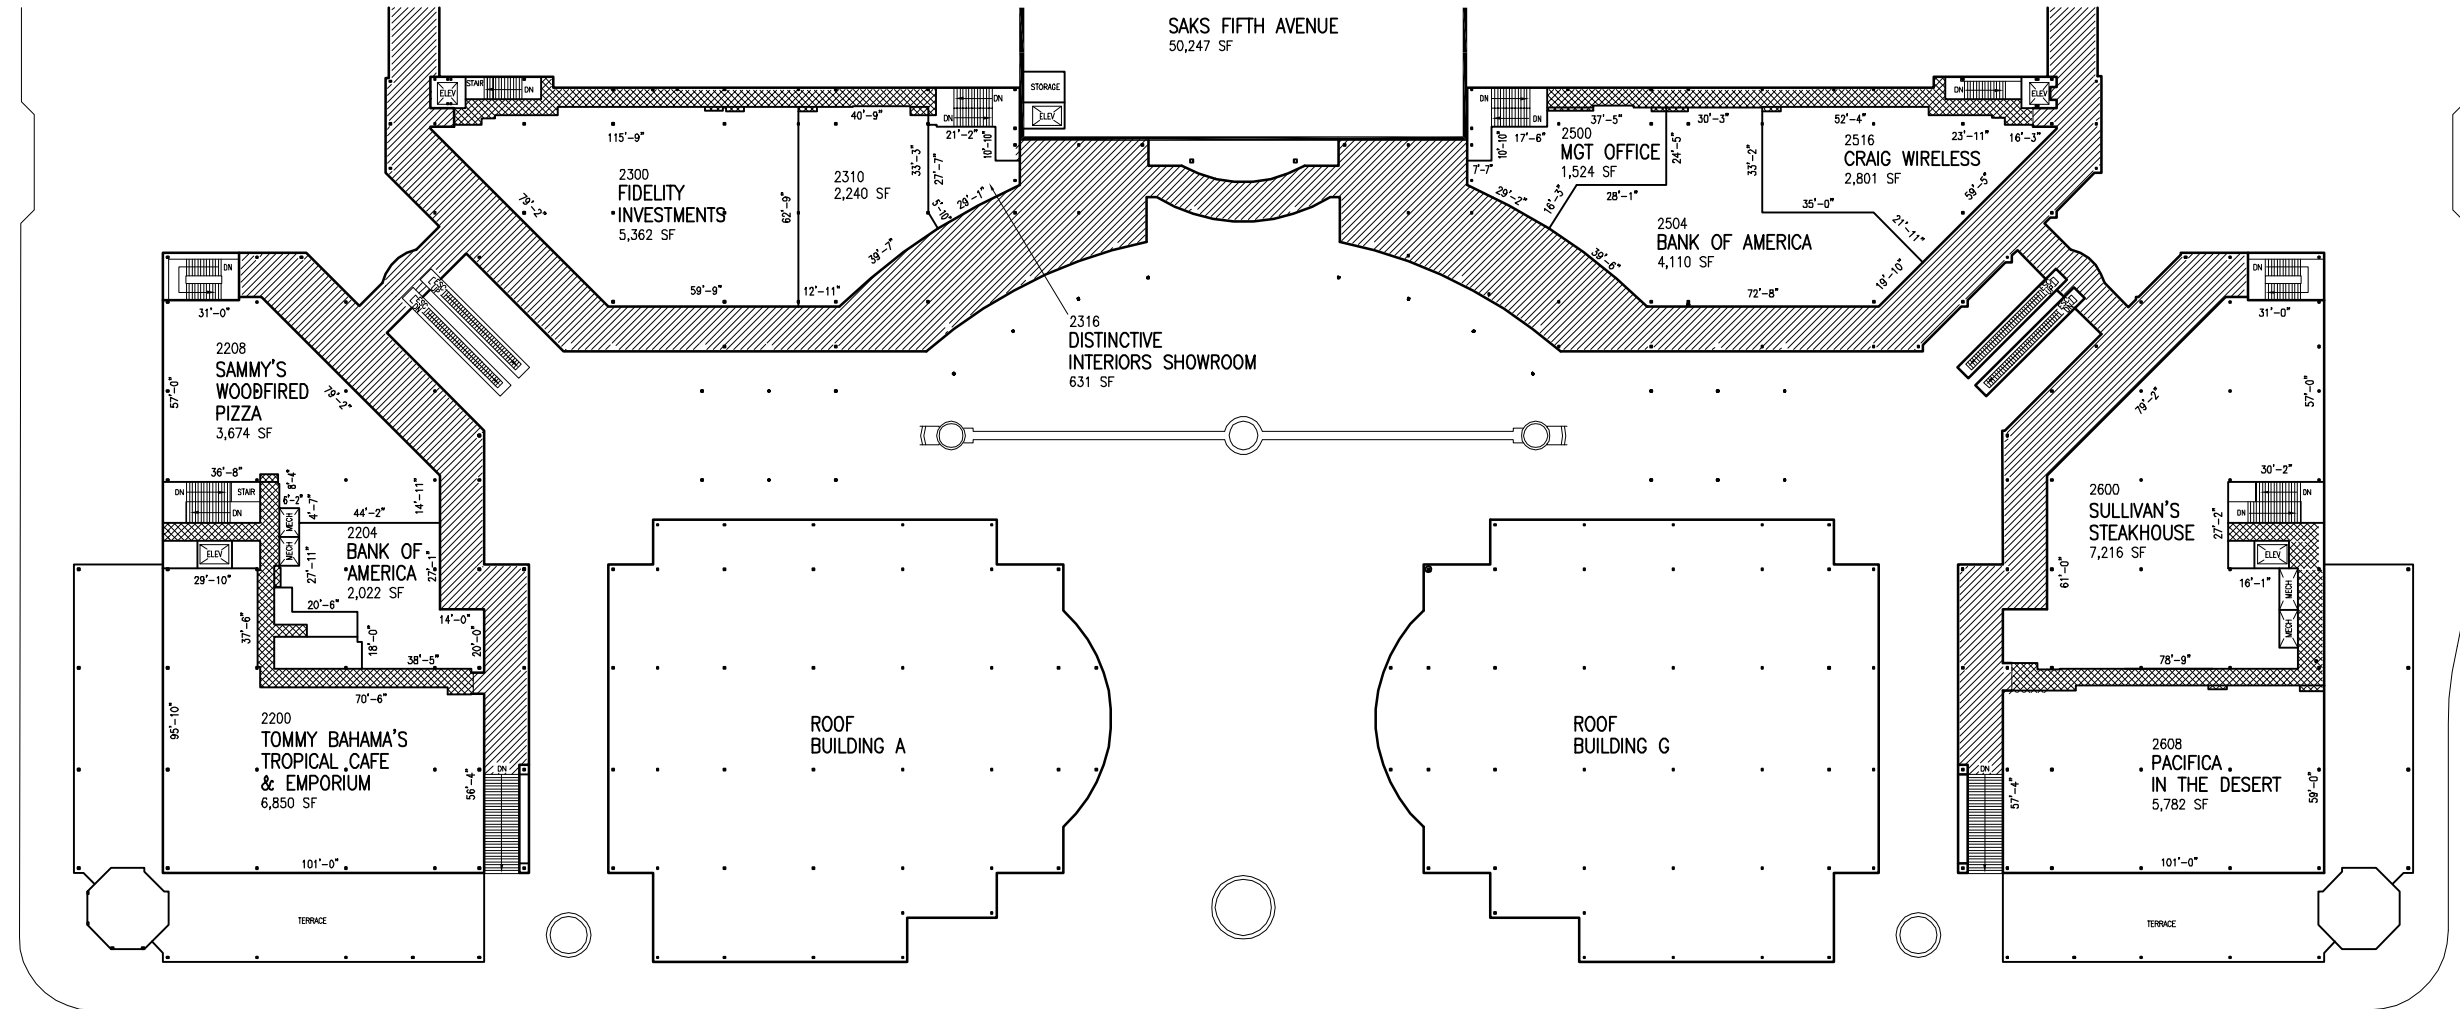 SAKS FIFTH AVENUE
50,247 SF
STORAGE
ELEV
STAIR
DN
ELEV
40'-9"
DN
DN
21'-2"
10'-10"
115'-9"
33'-3"
27'-7"
2300
FIDELITY
INVESTMENTS
5,362 SF
79'-2"
62'-9"
2310
2,240 SF
5'-10"
29'-1"
39'-7"
59'-9"
12'-11"
2316
DISTINCTIVE
INTERIORS SHOWROOM
631 SF
DN
DN
17'-6"
10'-10"
7'-7"
37'-5"
2500
MGT OFFICE
1,524 SF
30'-3"
24'-5"
29'-2"
16'-3"
28'-1"
33'-2"
52'-4"
2516
CRAIG WIRELESS
2,801 SF
DN
ELEV
23'-11"
16'-3"
59'-5"
35'-0"
21'-11"
2504
BANK OF AMERICA
4,110 SF
39'-6"
72'-8"
19'-10"
DN
31'-0"
2208
SAMMY'S
WOODFIRED
PIZZA
3,674 SF
57'-0"
79'-2"
36'-8"
8'-4"
DN
STAIR
DN
6'-2"
4'-7"
MECH
MECH
44'-2"
14'-11"
2204
BANK OF
AMERICA
2,022 SF
27'-11"
27'-1"
ELEV
29'-10"
20'-6"
14'-0"
37'-6"
18'-0"
38'-5"
20'-0"
70'-6"
95'-10"
2200
TOMMY BAHAMA'S
TROPICAL CAFE
& EMPORIUM
6,850 SF
56'-4"
DN
101'-0"
TERRACE
ROOF
BUILDING A
ROOF
BUILDING G
DN
31'-0"
57'-0"
79'-2"
30'-2"
DN
DN
27'-2"
2600
SULLIVAN'S
STEAKHOUSE
7,216 SF
ELEV
16'-1"
MECH
MECH
61'-0"
78'-9"
2608
PACIFICA
IN THE DESERT
5,782 SF
DN
57'-4"
59'-0"
101'-0"
TERRACE